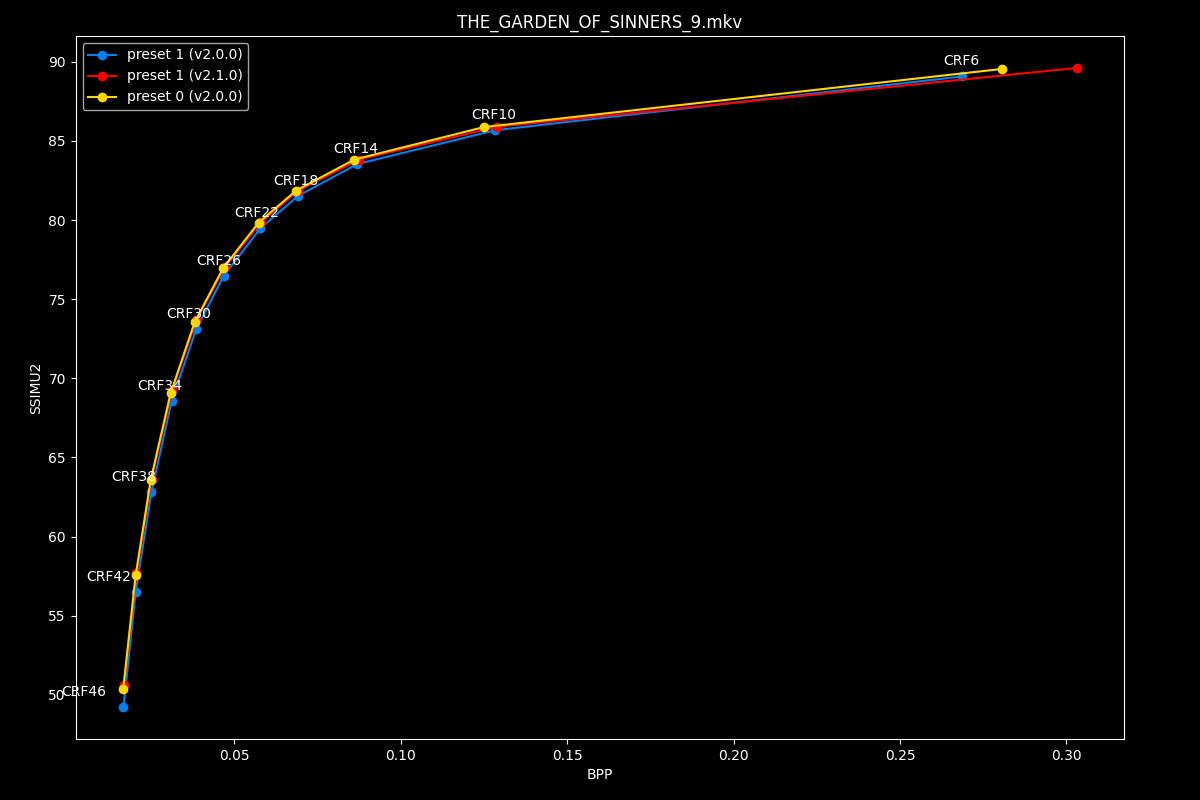 THE_GARDEN_OF_SINNERS_9.mkv
preset 1 (v2.0.0)
preset 1 (v2.1.0)
preset 0 (v2.0.0)
CRF6
CRF10
CRF14
CRF18
CRF22
CRF26
CRF30
CRF34
CRF38
CRF42
CRF46
90
85
80
75
70
65
60
55
50
SSIMU2
0.05
0.10
0.15
0.20
0.25
0.30
BPP